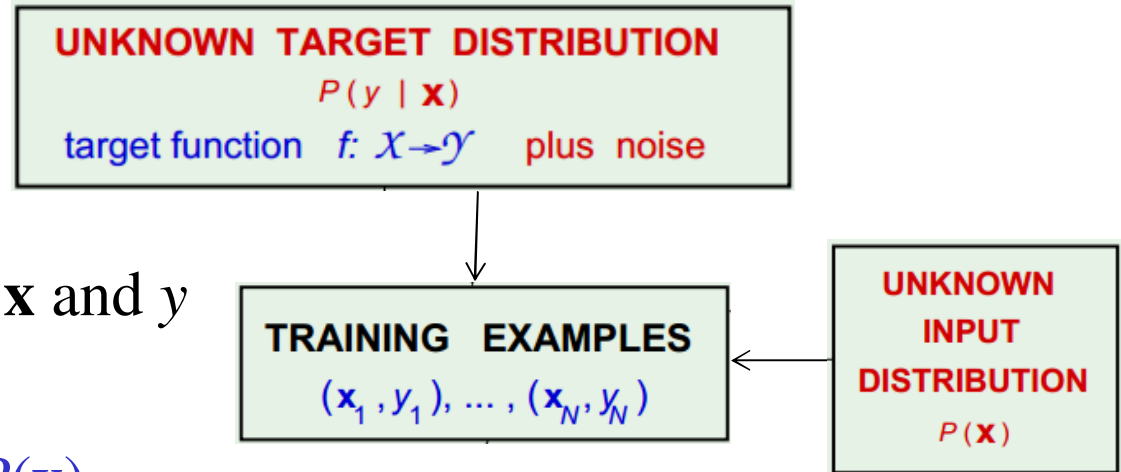 UNKNOWN TARGET DISTRIBUTION
P ( y | x )
target function f: X→Y plus noise
x and y
TRAINING EXAMPLES
( x1 , y1 ), ... , ( xN , yN )
UNKNOWN
INPUT
DISTRIBUTION
P ( x )